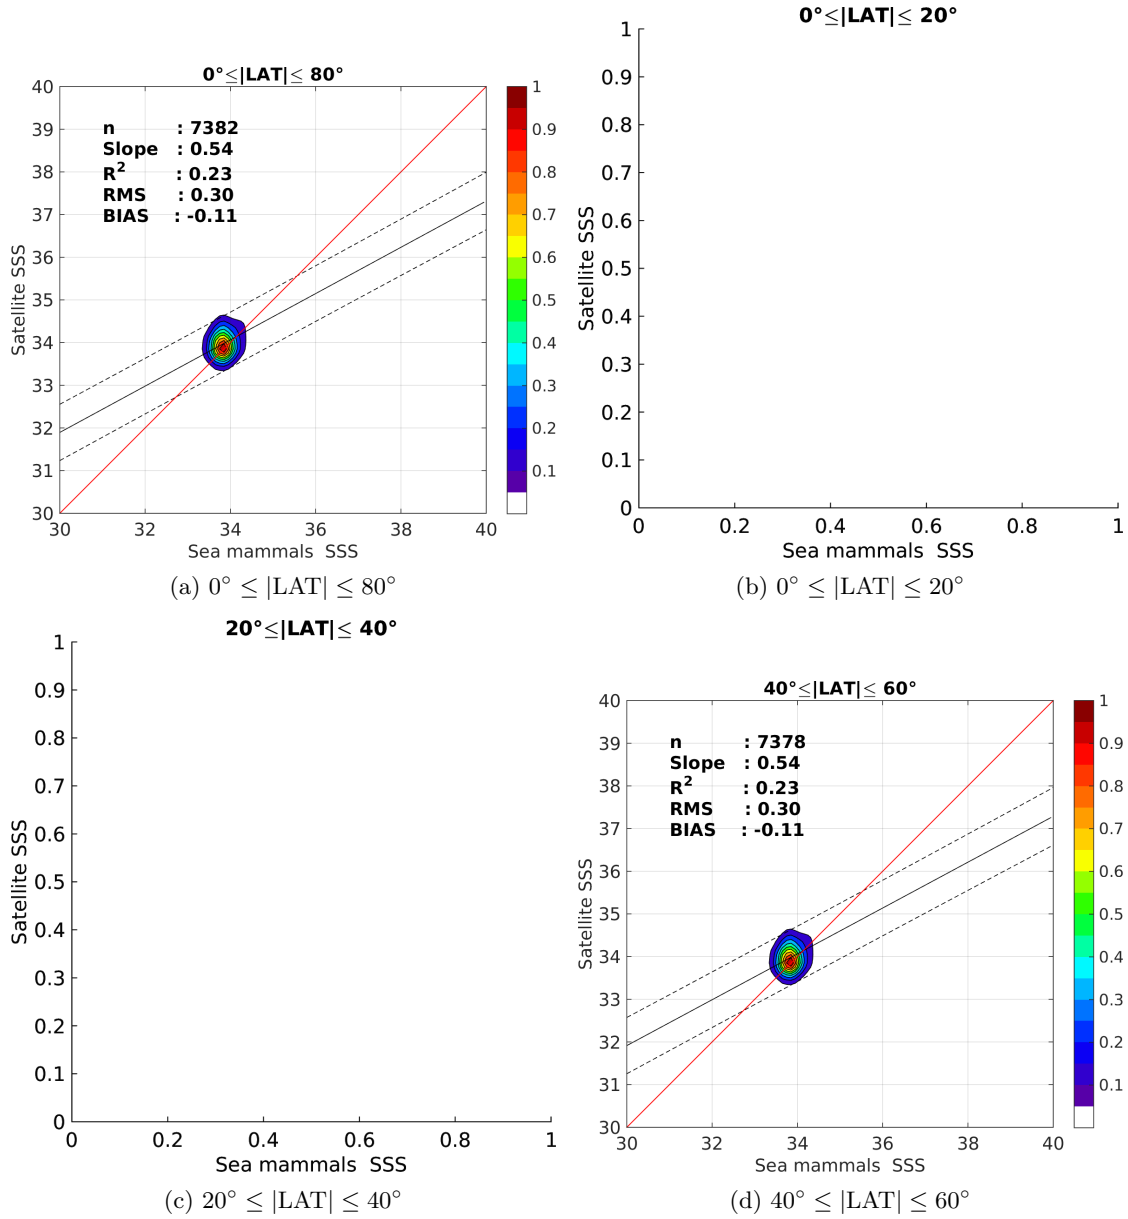 0°≤|LAT|≤ 80°
n : 7382
Slope : 0.54
R² : 0.23
RMS : 0.30
BIAS : -0.11
40
39
38
37
36
35
34
33
32
31
30
Satellite SSS
30 32 34 36 38 40
Sea mammals SSS
1
0.9
0.8
0.7
0.6
0.5
0.4
0.3
0.2
0.1
(a) 0° ≤ |LAT| ≤ 80°
0°≤|LAT|≤ 20°
1
0.9
0.8
0.7
0.6
0.5
0.4
0.3
0.2
0.1
0
Satellite SSS
0 0.2 0.4 0.6 0.8 1
Sea mammals SSS
(b) 0° ≤ |LAT| ≤ 20°
20°≤|LAT|≤ 40°
1
0.9
0.8
0.7
0.6
0.5
0.4
0.3
0.2
0.1
0
Satellite SSS
0 0.2 0.4 0.6 0.8 1
Sea mammals SSS
(c) 20° ≤ |LAT| ≤ 40°
40°≤|LAT|≤ 60°
n : 7378
Slope : 0.54
R² : 0.23
RMS : 0.30
BIAS : -0.11
40
39
38
37
36
35
34
33
32
31
30
Satellite SSS
30 32 34 36 38 40
Sea mammals SSS
1
0.9
0.8
0.7
0.6
0.5
0.4
0.3
0.2
0.1
(d) 40° ≤ |LAT| ≤ 60°